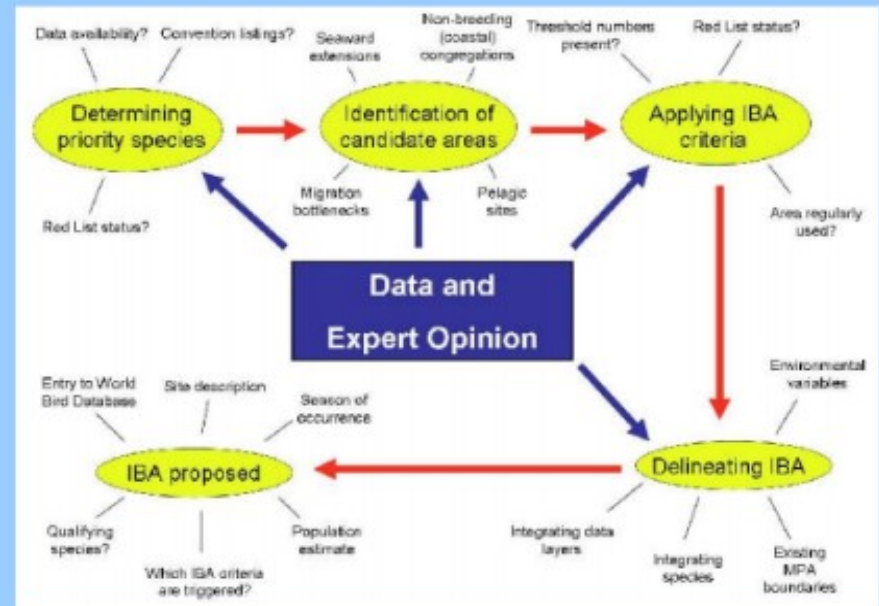 Data availability?
Convention listings?
Determining
priority species
Red List status?
Seaward
extensions
Non-breeding
(coastal)
congregations
Identification of
candidate areas
Migration
bottlenecks
Pelagic
sites
Threshold numbers
present?
Red List status?
Applying IBA
criteria
Area regularly
used?
Data and
Expert Opinion
Environmental
variables
Delineating IBA
Integrating data
layers
Integrating
species
Existing
MPA
boundaries
Entry to World
Bird Database
Site description
Season of
occurrence
IBA proposed
Qualifying
species?
Which IBA criteria
are triggered?
Population
estimate